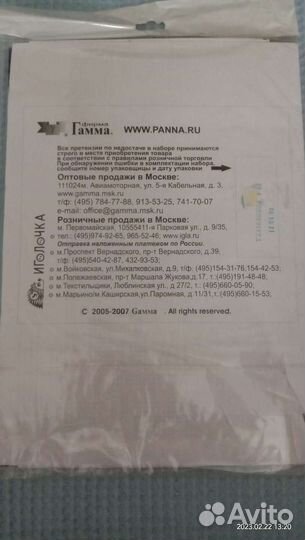 фирма
Гамма. WWW.PANNA.RU
Все претензии по недостаче в наборе принимаются
строго в месте приобретения товара
в соответствии с правилами розничной торговли
При обнаружении ошибки в комплектации набора
сообщите номер упаковщицы и дату упаковки
Оптовые продажи в Москве:
111024м. Авиамоторная, ул. 5-я Кабельная, д. 3,
www.gamma.msk.ru
т/ф: (495) 784-77-88, 913-53-25, 741-70-07
e-mail: office@gamma.msk.ru
Розничные продажи в Москве:
м. Первомайская, 10555411-я Парковая ул., д. 9/35,
тел.: (495)974-92-65, 965-52-46, www.igla.ru
Отправка наложенным платежом по России.
м.Проспект Вернадского, пр-т Вернадского, д.39,
т/ф: (495)540-42-87, 432-93-53;
м.Войковская, ул.Михалковская, д.9, т/ф:(495)154-31-76,154-42-53;
м.Полежаевская, пр-т Маршала Жукова,д.17, т.:(495)191-48-48;
м.Текстильщики, Люблинская ул., д.27/2, т.:(495)660-05-90;
м.Марьино/м.Каширская,ул.Паромная, д.11/31,т.:(495)660-15-53;
ИГОЛОЧКА
С 2005-2007 Gамма . All rights reserved.
2023.02.22 13:20
Avito